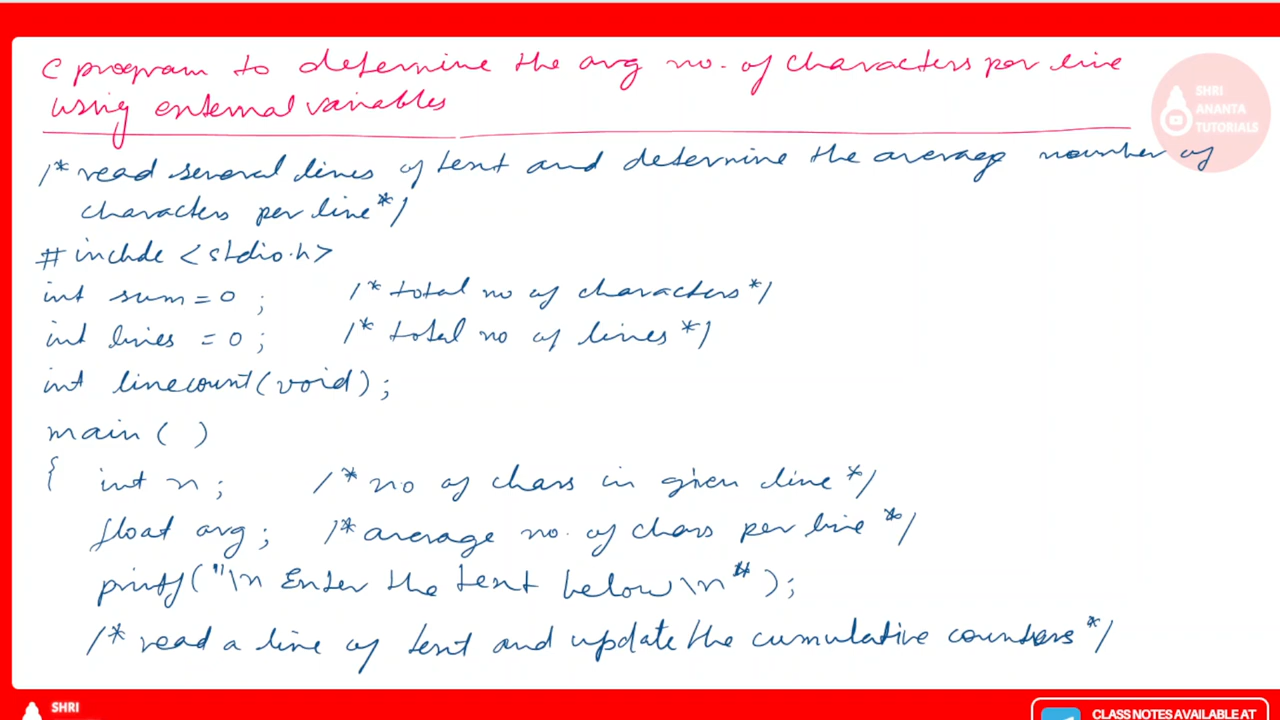 C program to determine the avg no. of characters per line
using external variables
SHRI
ANANTA
TUTORIALS
/* read several lines of text and determine the average number of
characters per line */
# include <stdio.h>
int sum = 0 ; /* total no of characters */
int lines = 0 ; /* total no of lines */
int linecount(void) ;
main ( )
{ int n ; /* no of chars in given line */
float avg ; /* average no. of chars per line */
printf("\n Enter the text below \n" ) ;
/* read a line of text and update the cumulative counters */
SHRI
CLASS NOTES AVAILABLE AT